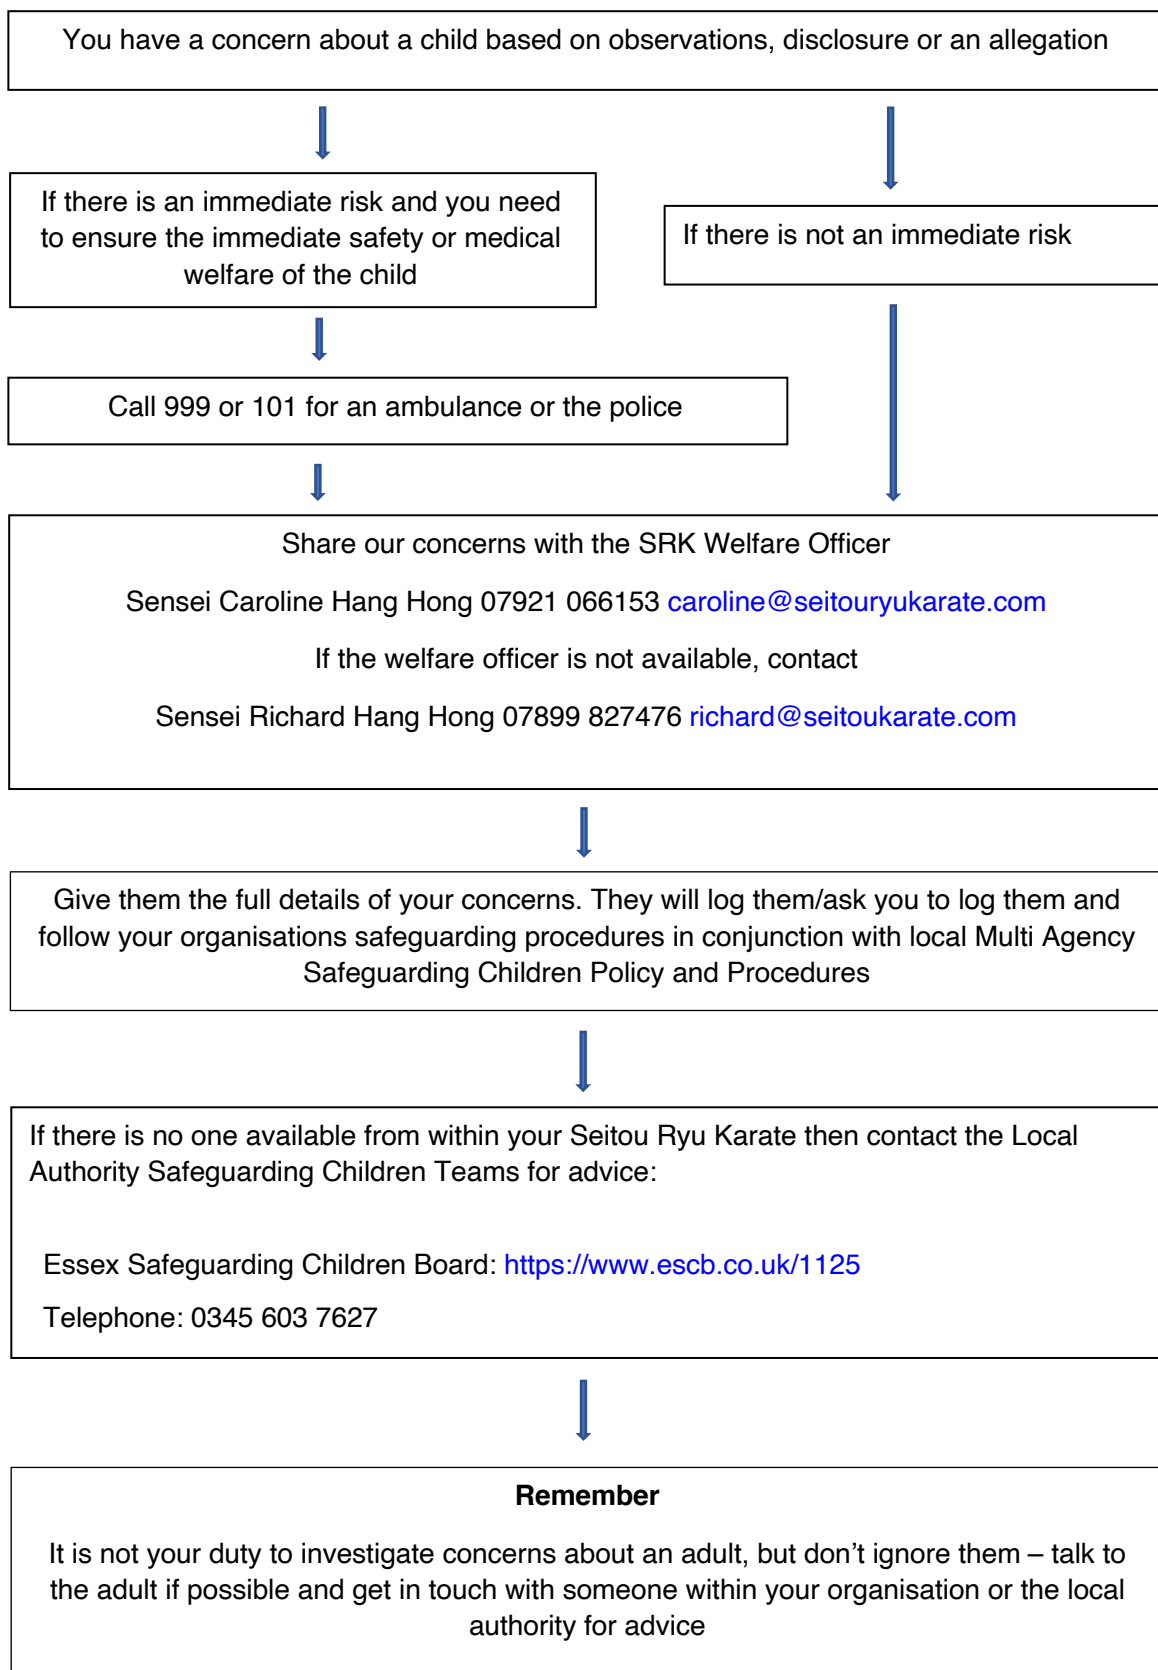 You have a concern about a child based on observations, disclosure or an allegation
If there is an immediate risk and you need
to ensure the immediate safety or medical
welfare of the child
If there is not an immediate risk
Call 999 or 101 for an ambulance or the police
Share our concerns with the SRK Welfare Officer
Sensei Caroline Hang Hong 07921 066153 caroline@seitouryukarate.com
If the welfare officer is not available, contact
Sensei Richard Hang Hong 07899 827476 richard@seitoukarate.com
Give them the full details of your concerns. They will log them/ask you to log them and
follow your organisations safeguarding procedures in conjunction with local Multi Agency
Safeguarding Children Policy and Procedures
If there is no one available from within your Seitou Ryu Karate then contact the Local
Authority Safeguarding Children Teams for advice:
Essex Safeguarding Children Board: https://www.escb.co.uk/1125
Telephone: 0345 603 7627
Remember
It is not your duty to investigate concerns about an adult, but don’t ignore them – talk to
the adult if possible and get in touch with someone within your organisation or the local
authority for advice